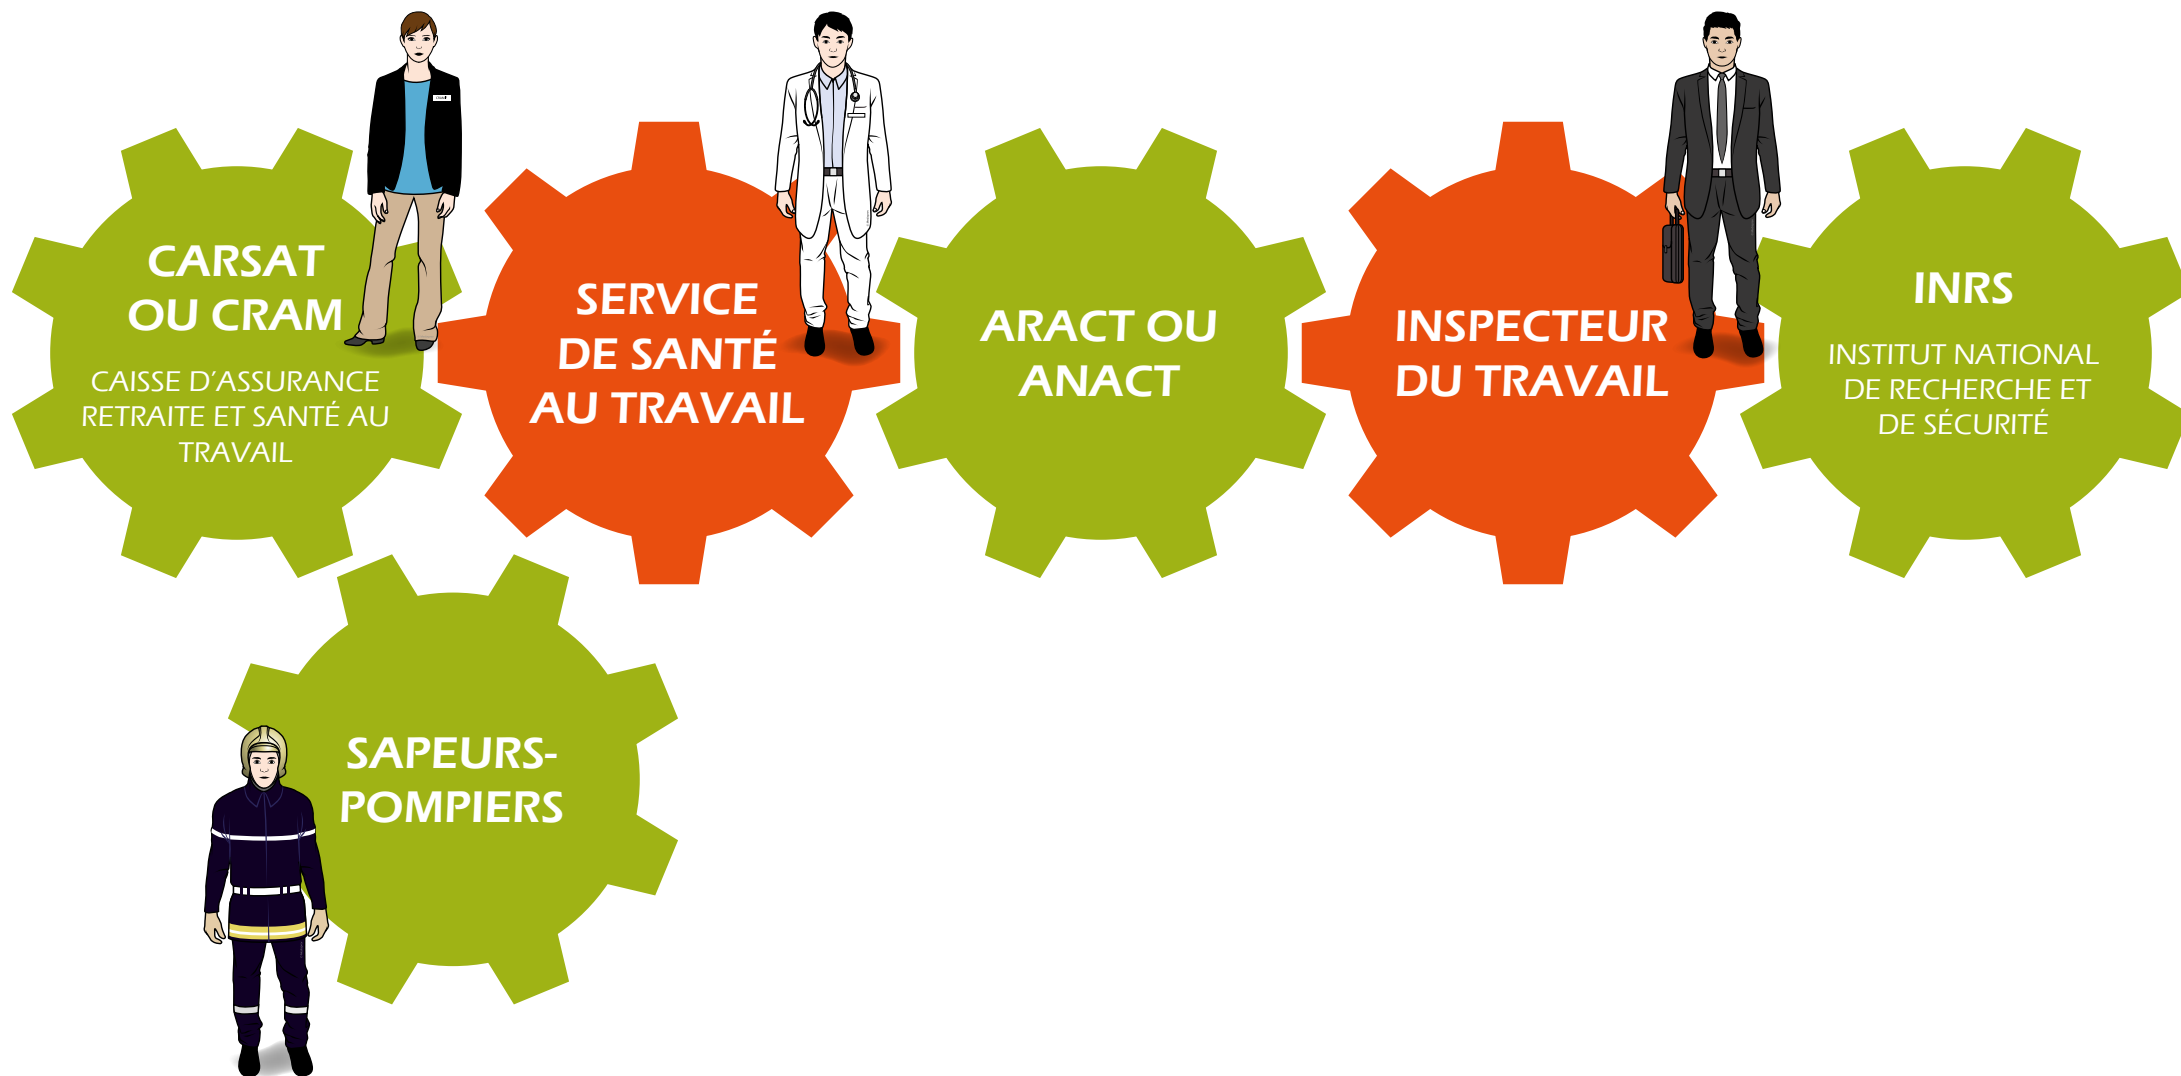 CARSAT
OU CRAM
CAISSE D'ASSURANCE
RETRAITE ET SANTÉ AU
TRAVAIL
SERVICE
DE SANTÉ
AU TRAVAIL
ARACT OU
ANACT
INSPECTEUR
DU TRAVAIL
INRS
INSTITUT NATIONAL
DE RECHERCHE ET
DE SÉCURITÉ
SAPEURS-
POMPIERS